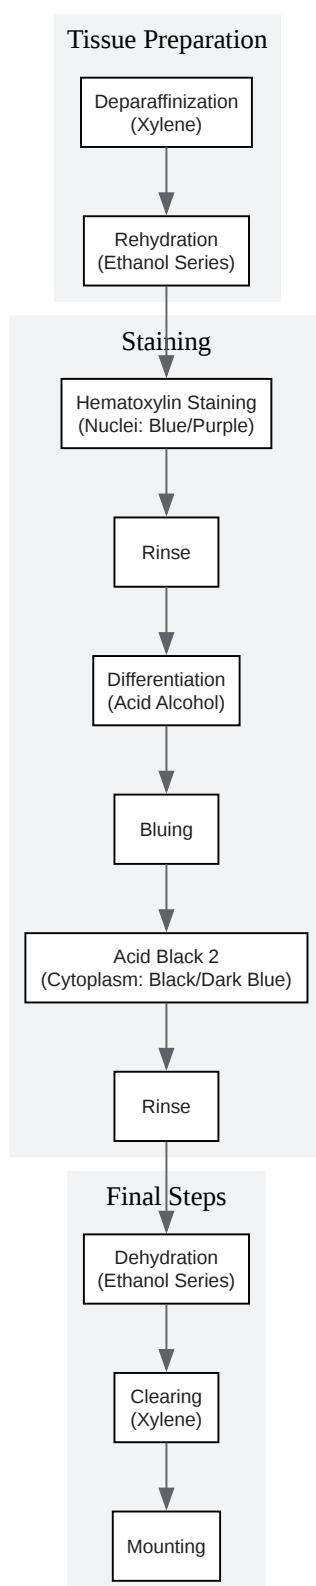 Tissue Preparation
Deparaffinization
(Xylene)
Rehydration
(Ethanol Series)
Staining
Hematoxylin Staining
(Nuclei: Blue/Purple)
Rinse
Differentiation
(Acid Alcohol)
Bluing
Acid Black 2
(Cytoplasm: Black/Dark Blue)
Rinse
Final Steps
Dehydration
(Ethanol Series)
Clearing
(Xylene)
Mounting